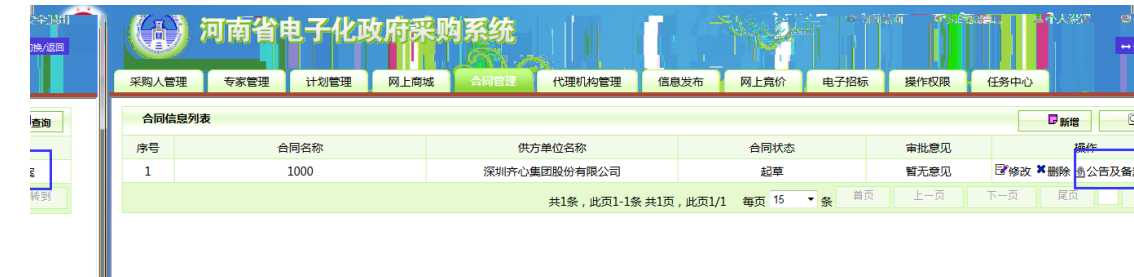 河南省电子化政府采购系统
换/返回
采购人管理 专家管理 计划管理 网上商城 合同管理 代理机构管理 信息发布 网上竞价 电子招标 操作权限 任务中心
查询
合同信息列表 新增
序号 合同名称 供方单位名称 合同状态 审批意见 操作
1 1000 深圳齐心集团股份有限公司 起草 暂无意见 修改 删除 公告及备
转到
共1条，此页1-1条 共1页，此页1/1 每页 15 条 首页 上一页 下一页 尾页